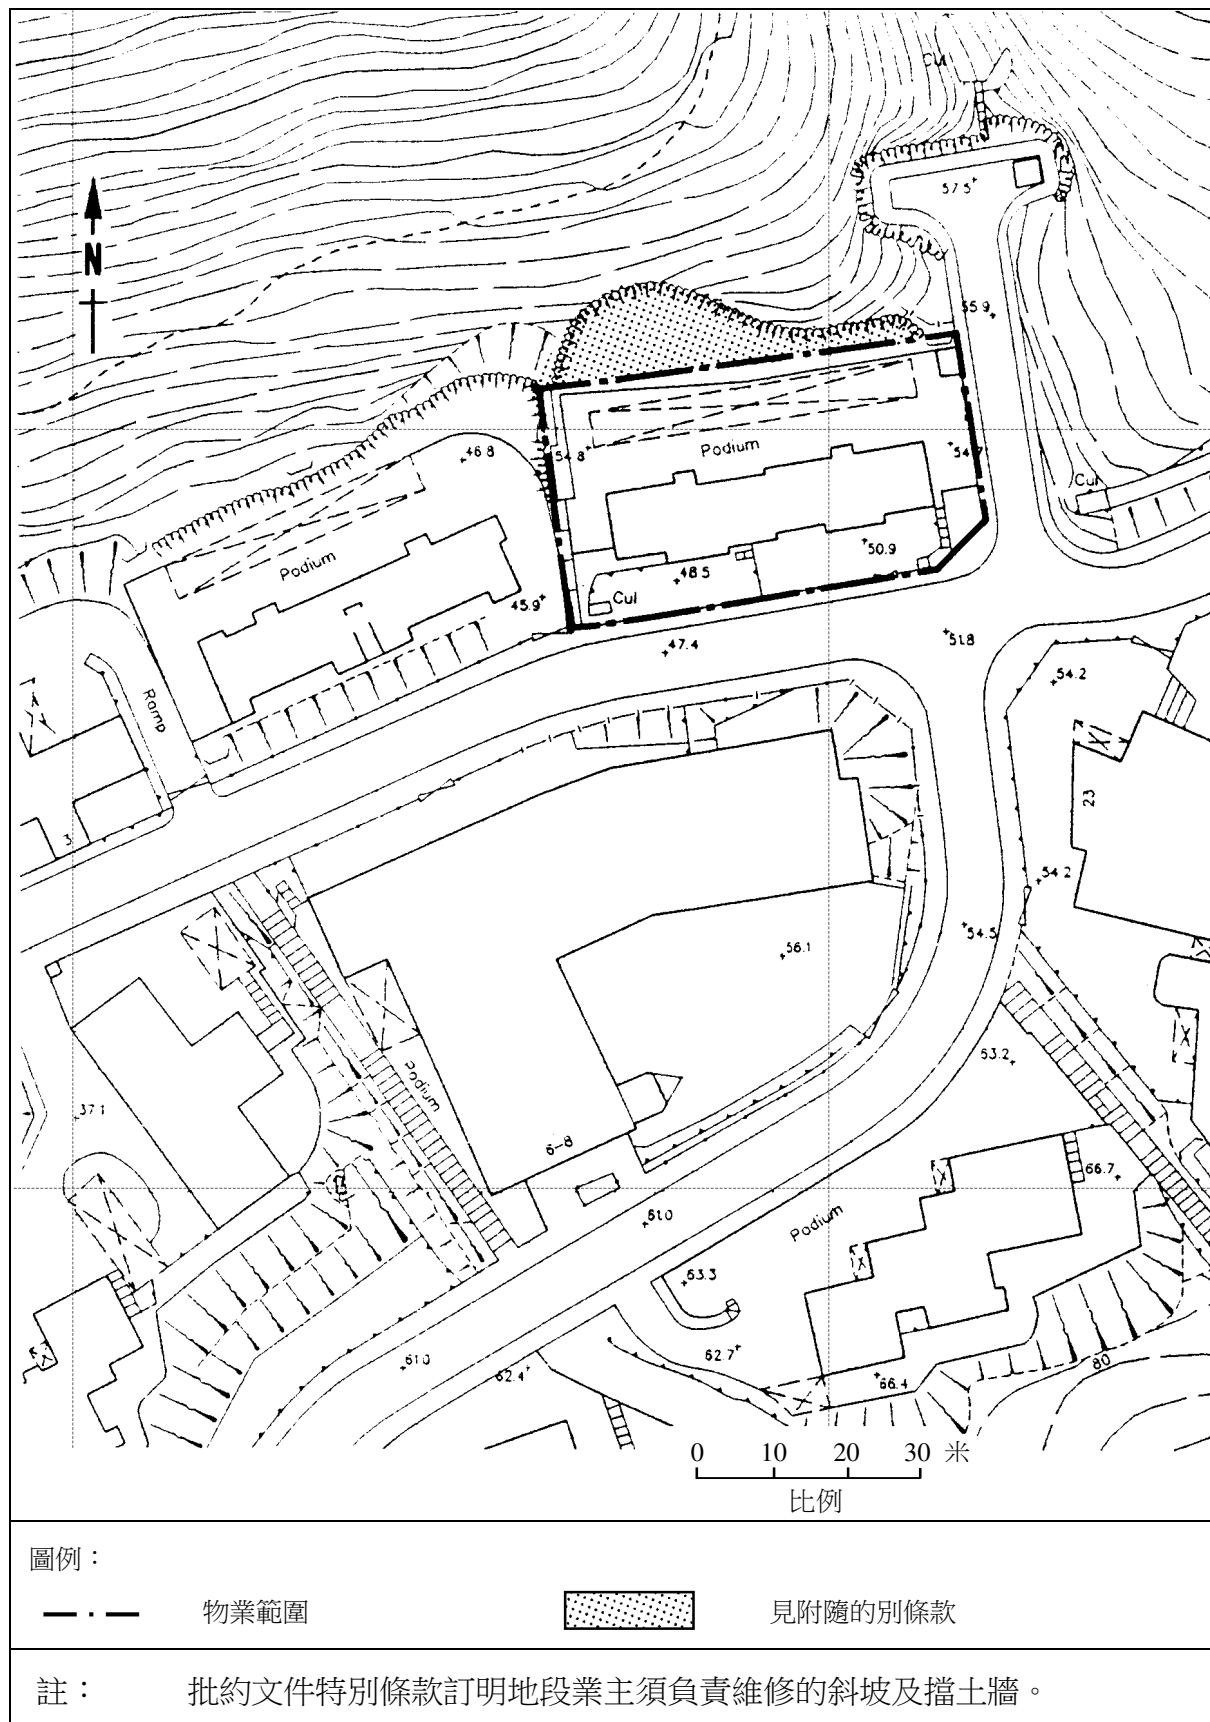 Cul
57.5
N
55.9
46.8
54.8
Podium
54.7
Cul
Podium
50.9
48.5
45.9
Cul
47.4
51.8
54.2
Ramp
23
3
54.2
54.5
56.1
53.2
37.1
Podium
6-8
66.7
61.0
Podium
63.3
61.0
62.4
62.7
66.4
80
0 10 20 30 米
比例
圖例：
物業範圍
見附隨的別條款
註： 批約文件特別條款訂明地段業主須負責維修的斜坡及擋土牆。